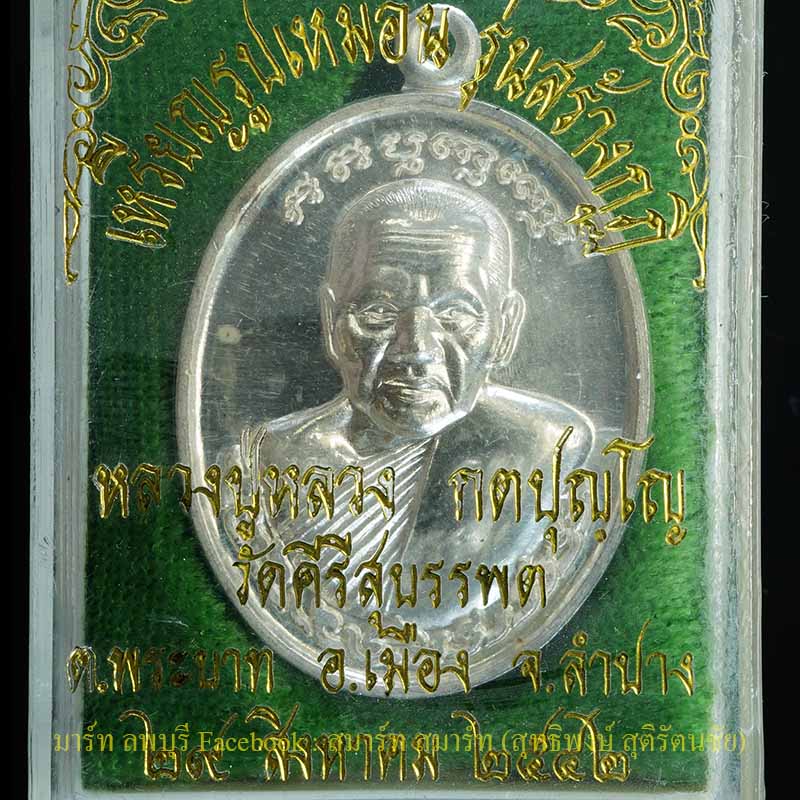 เหรียญรูปเหมือน รุ่นสร้างกุฏิ
หลวงปู่หลวง กตปุญฺโญ
วัดคีรีสุบรรพต
ต.พระบาท อ.เมือง จ.ลำปาง
๒๙ สิงหาคม ๒๕๔๒
มาร์ท ลพบุรี Facebook : สมาร์ท สมาร์ท (สุทธิพงษ์ สุติรัตนชัย)